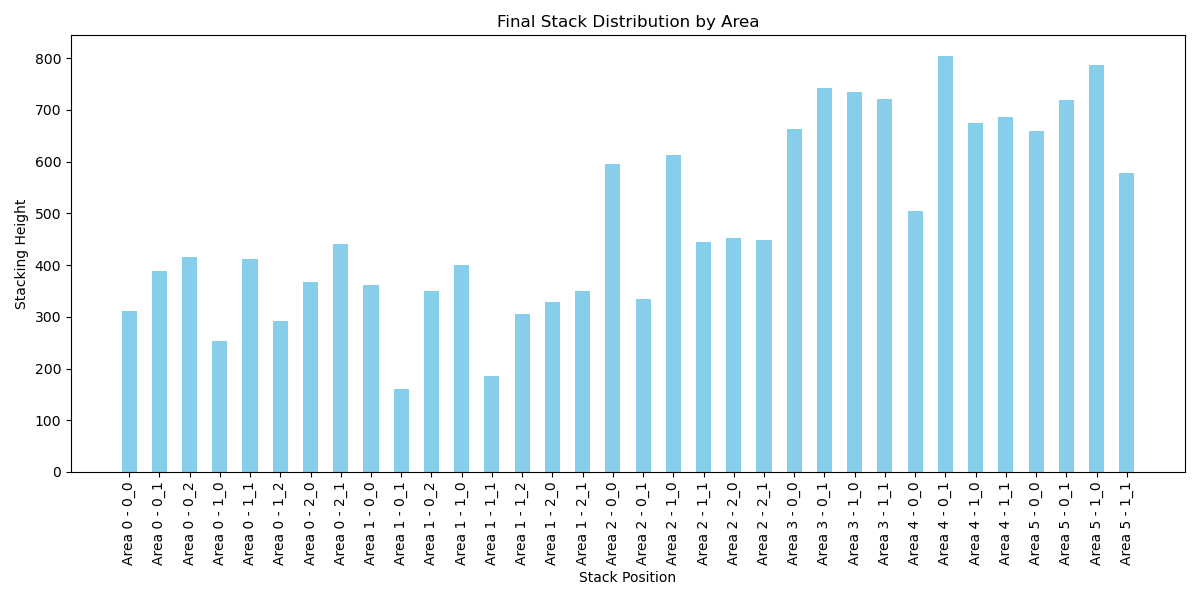 Final Stack Distribution by Area
Stacking Height
800
700
600
500
400
300
200
100
0
Area 0 - 0_0
Area 0 - 0_1
Area 0 - 0_2
Area 0 - 1_0
Area 0 - 1_1
Area 0 - 1_2
Area 0 - 2_0
Area 0 - 2_1
Area 1 - 0_0
Area 1 - 0_1
Area 1 - 0_2
Area 1 - 1_0
Area 1 - 1_1
Area 1 - 1_2
Area 1 - 2_0
Area 1 - 2_1
Area 2 - 0_0
Area 2 - 0_1
Area 2 - 1_0
Area 2 - 1_1
Area 2 - 2_0
Area 2 - 2_1
Area 3 - 0_0
Area 3 - 0_1
Area 3 - 1_0
Area 3 - 1_1
Area 4 - 0_0
Area 4 - 0_1
Area 4 - 1_0
Area 4 - 1_1
Area 5 - 0_0
Area 5 - 0_1
Area 5 - 1_0
Area 5 - 1_1
Stack Position